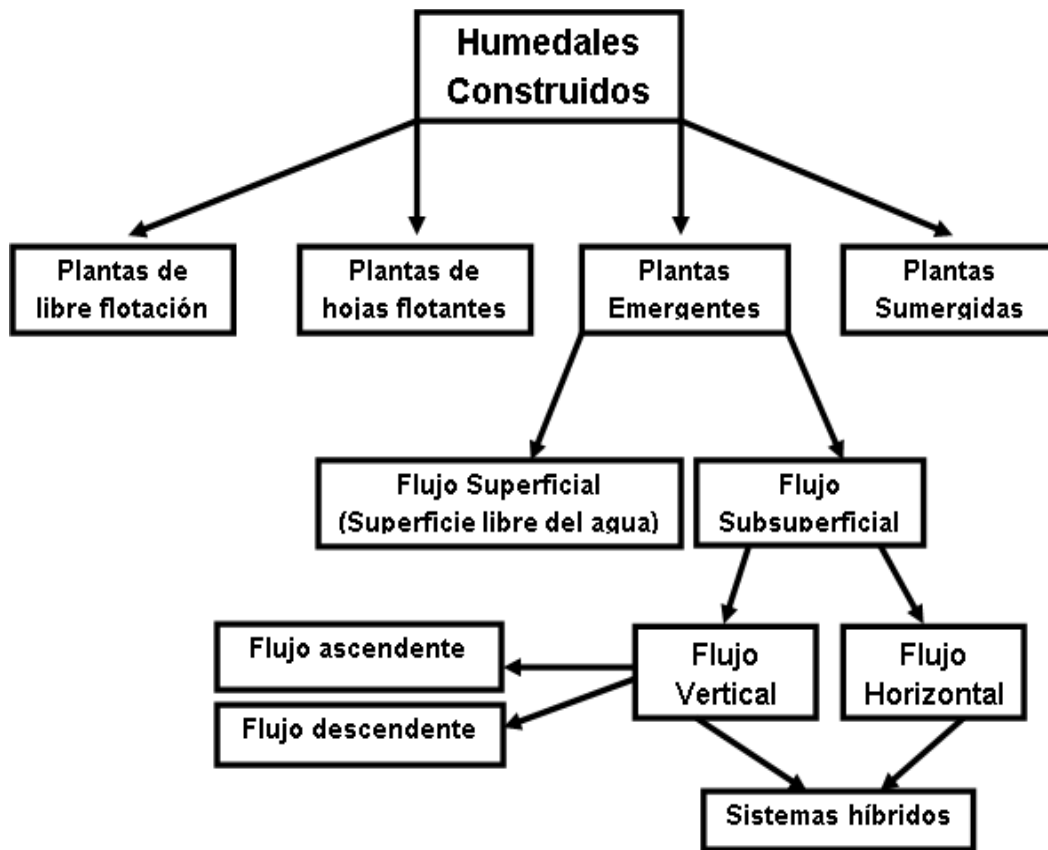 Humedales
Construidos
Plantas de
libre flotación
Plantas de
hojas flotantes
Plantas
Emergentes
Plantas
Sumergidas
Flujo Superficial
(Superficie libre del agua)
Flujo
Subsuperficial
Flujo ascendente
Flujo descendente
Flujo
Vertical
Flujo
Horizontal
Sistemas híbridos